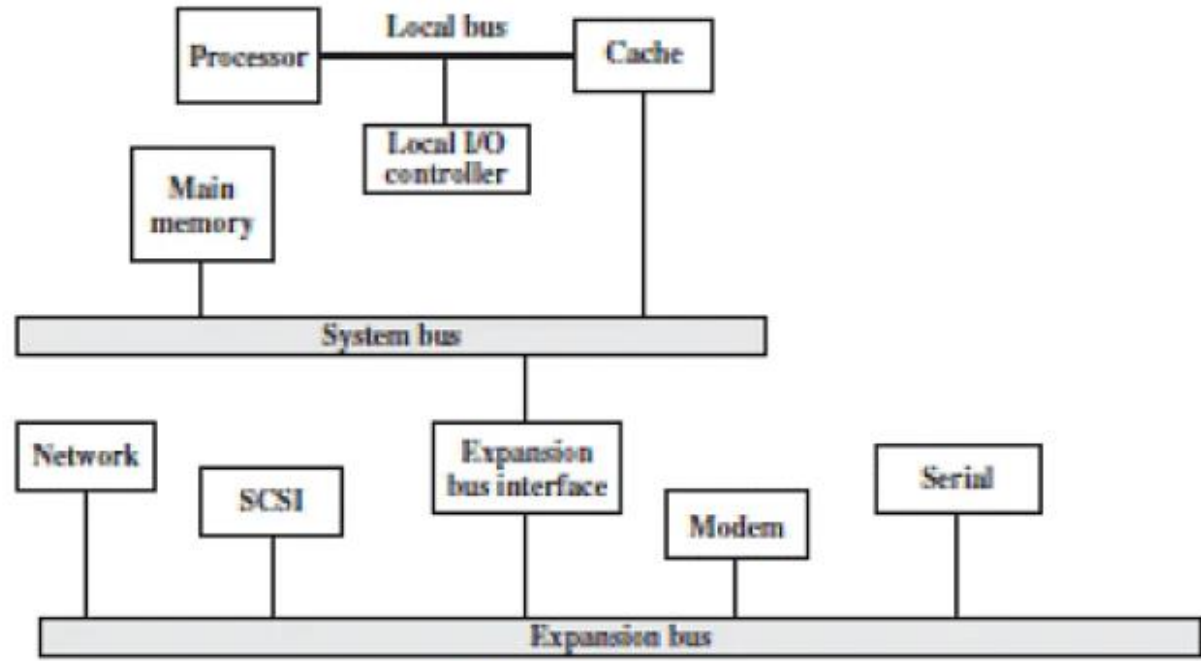 Local bus
Processor
Cache
Local I/O
controller
Main
memory
System bus
Network
SCSI
Expansion
bus interface
Modem
Serial
Expansion bus